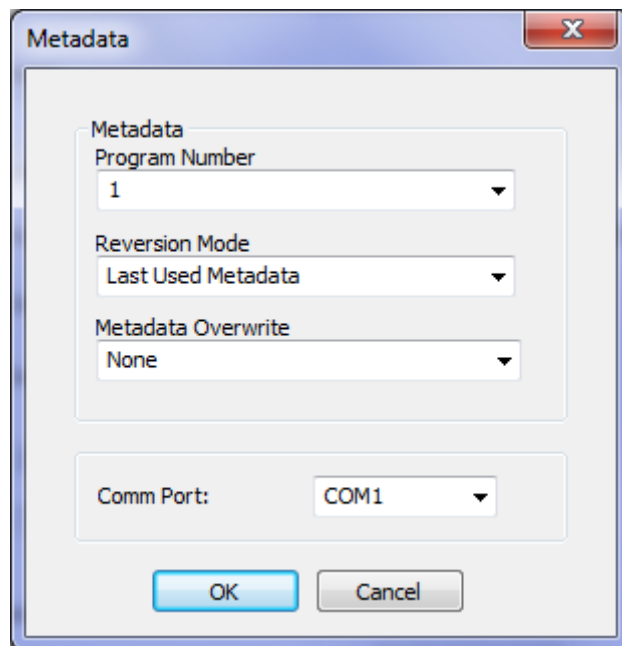 Metadata
Metadata
Program Number
1
Reversion Mode
Last Used Metadata
Metadata Overwrite
None
Comm Port: COM1
OK Cancel